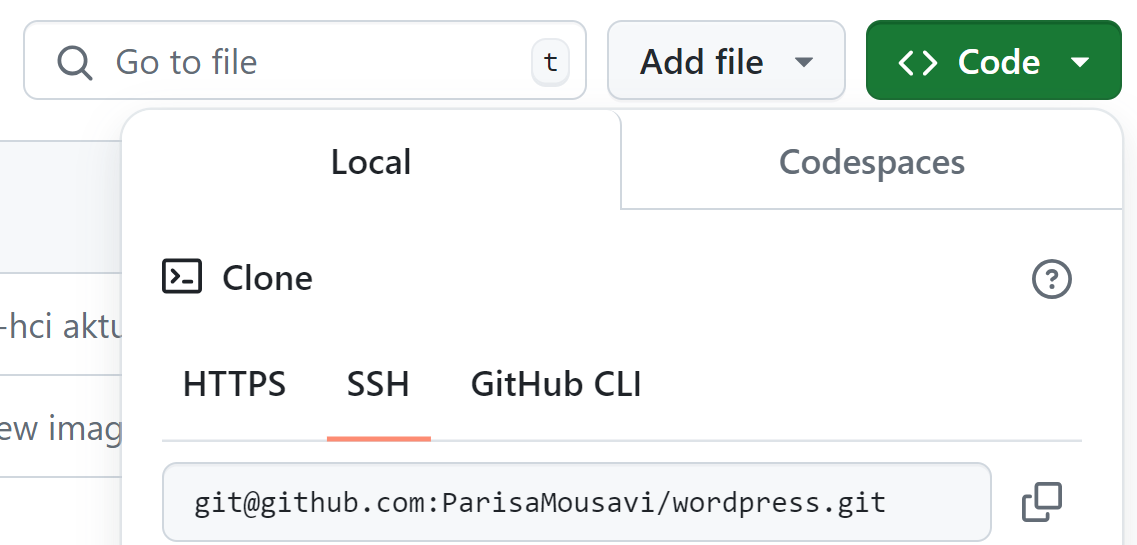 Go to file t Add file Code
Local Codespaces
Clone
-hci aktu
HTTPS SSH GitHub CLI
ew imag
git@github.com:ParisaMousavi/wordpress.git